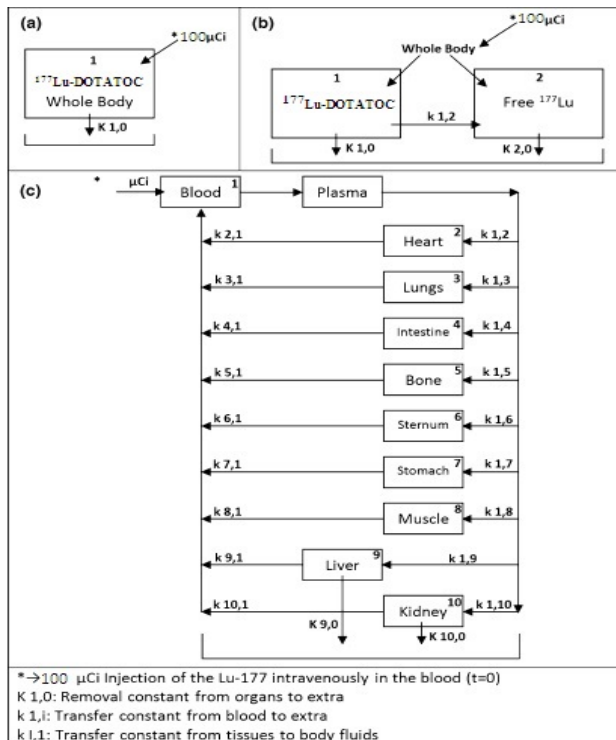 (a)
*100µCi
1
¹⁷⁷Lu-DOTATOC
Whole Body
K 1,0
(b)
*100µCi
Whole Body
1
¹⁷⁷Lu-DOTATOC
k 1,2
2
Free ¹⁷⁷Lu
K 1,0
K 2,0
(c)
* µCi
Blood 1
Plasma
k 2,1 Heart 2 k 1,2
k 3,1 Lungs 3 k 1,3
k 4,1 Intestine 4 k 1,4
k 5,1 Bone 5 k 1,5
k 6,1 Sternum 6 k 1,6
k 7,1 Stomach 7 k 1,7
k 8,1 Muscle 8 k 1,8
k 9,1 Liver 9 k 1,9
k 10,1 Kidney 10 k 1,10
K 9,0 K 10,0
*→100 µCi Injection of the Lu-177 intravenously in the blood (t=0)
K 1,0: Removal constant from organs to extra
k 1,i: Transfer constant from blood to extra
k I,1: Transfer constant from tissues to body fluids